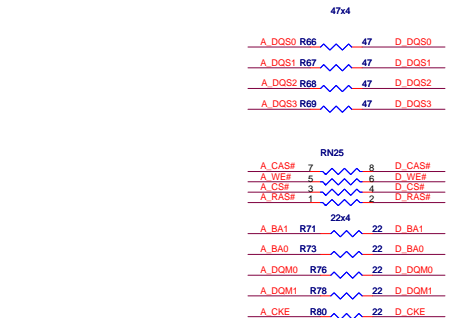 47x4
A_DQS0 R66 47 D_DQS0
A_DQS1 R67 47 D_DQS1
A_DQS2 R68 47 D_DQS2
A_DQS3 R69 47 D_DQS3
RN25
A_CAS# 7 8 D_CAS#
A_WE# 5 6 D_WE#
A_CS# 3 4 D_CS#
A_RAS# 1 2 D_RAS#
22x4
A_BA1 R71 22 D_BA1
A_BA0 R73 22 D_BA0
A_DQM0 R76 22 D_DQM0
A_DQM1 R78 22 D_DQM1
A_CKE R80 22 D_CKE